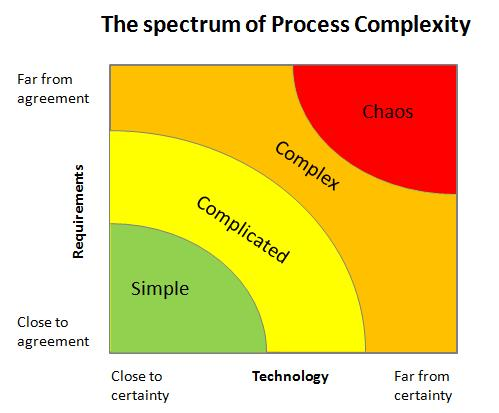 The spectrum of Process Complexity
Far from
agreement
Chaos
Complex
Requirements
Complicated
Simple
Close to
agreement
Close to
certainty
Technology
Far from
certainty